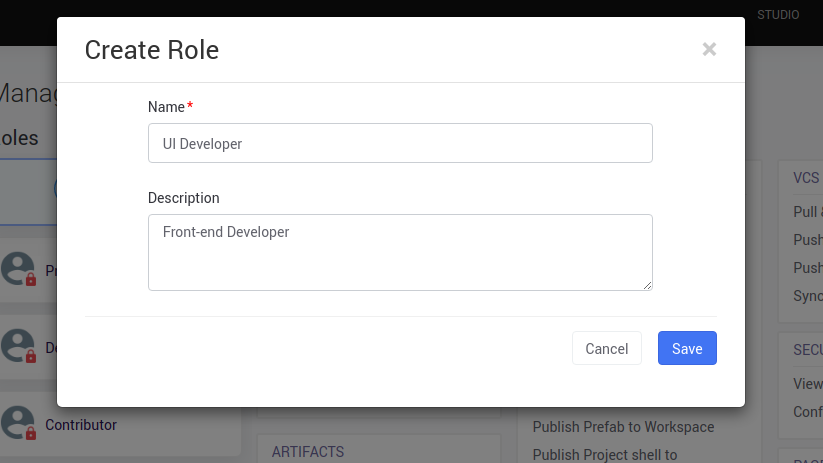 STUDIO
Create Role
×
Manag
oles
Name*
UI Developer
Description
Front-end Developer
Cancel
Save
Pr
De
Contributor
ARTIFACTS
Publish Prefab to Workspace
Publish Project shell to
VCS
Pull &
Push
Push
Sync
SECU
View
Conf